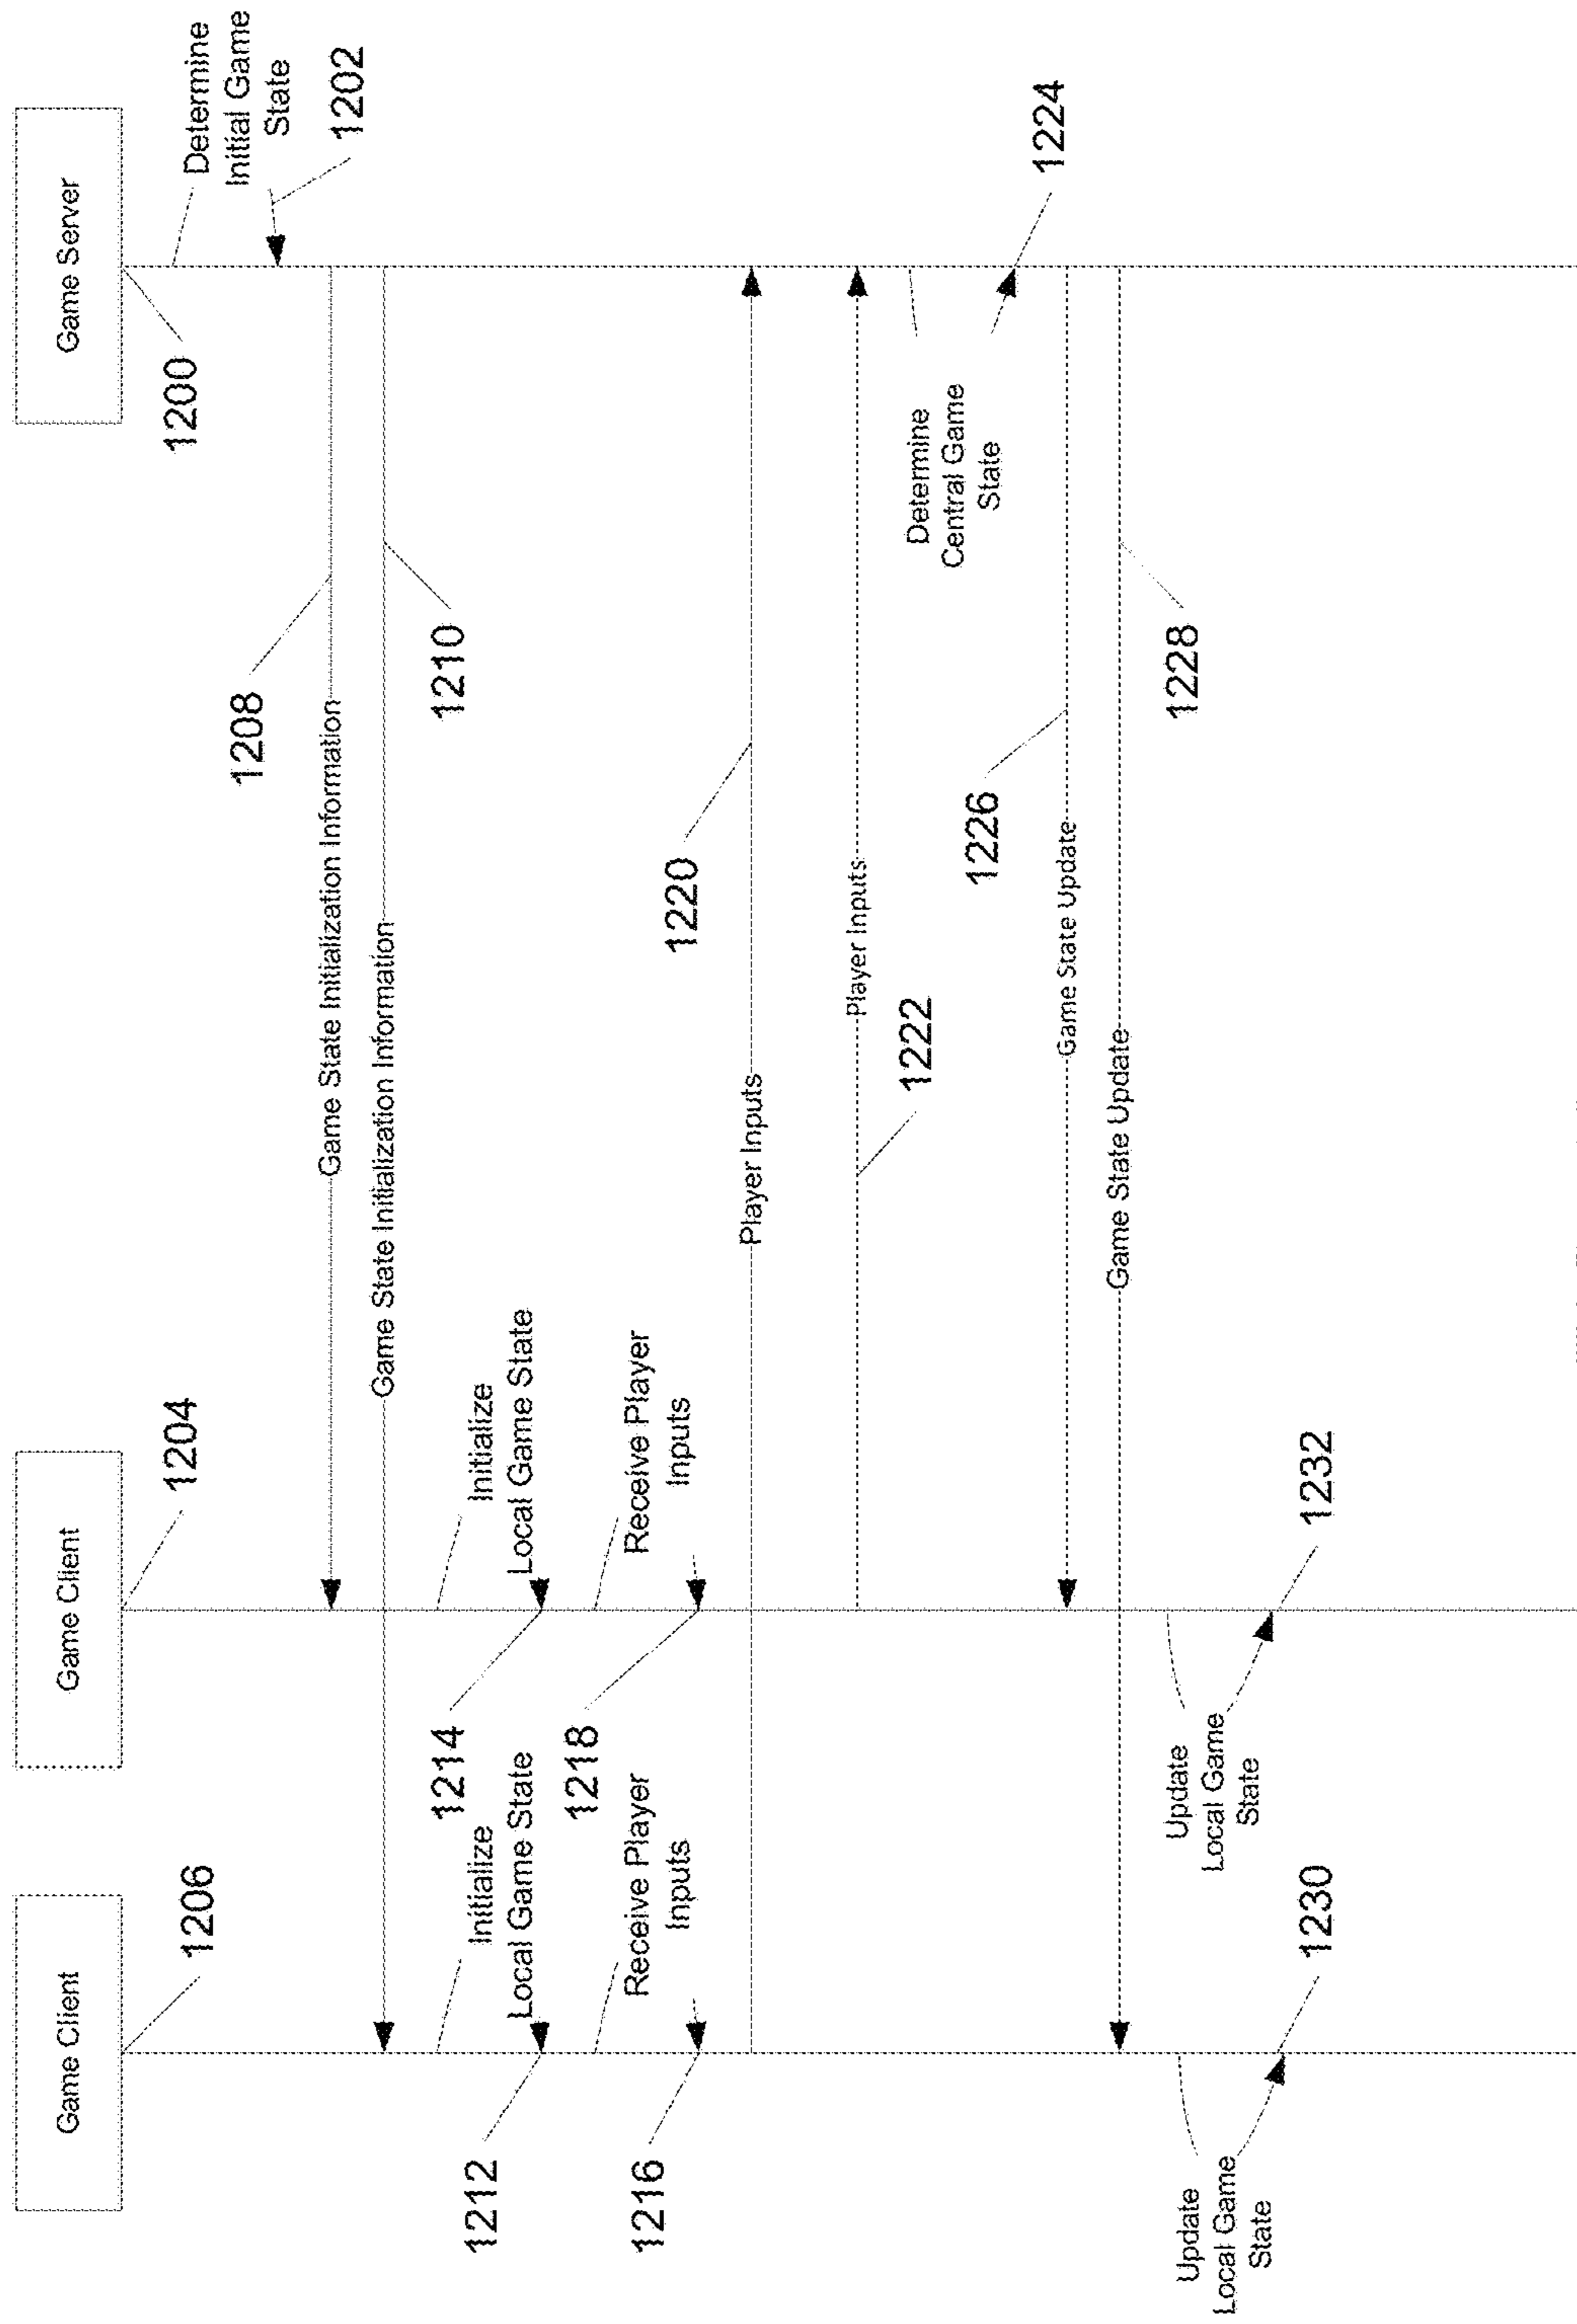 Game Client
Game Client
Game Server
1206
1204
1200
Determine
Initial Game
State
1202
Game State Initialization Information
1208
Game State Initialization Information
1210
Initialize
Local Game State
1212
Initialize
Local Game State
1214
Receive Player
Inputs
1216
Receive Player
Inputs
1218
Player Inputs
1220
Player Inputs
1222
Determine
Central Game
State
1224
Game State Update
1226
Game State Update
1228
Update
Local Game
State
1230
Update
Local Game
State
1232